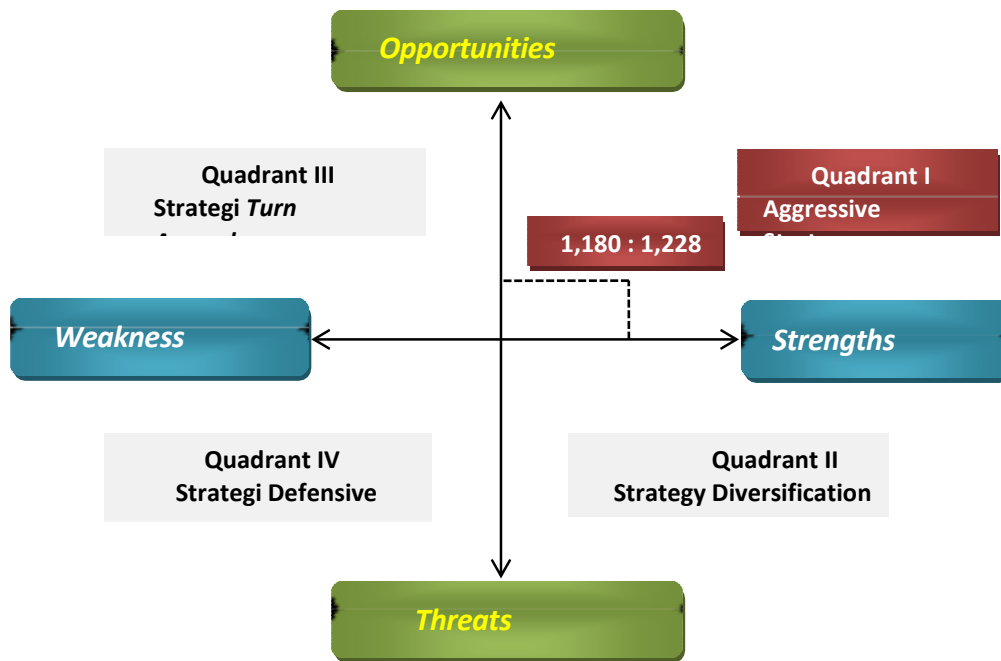 Opportunities
Quadrant III
Strategi Turn
Quadrant I
Aggressive
1,180 : 1,228
Weakness
Strengths
Quadrant IV
Strategi Defensive
Quadrant II
Strategy Diversification
Threats